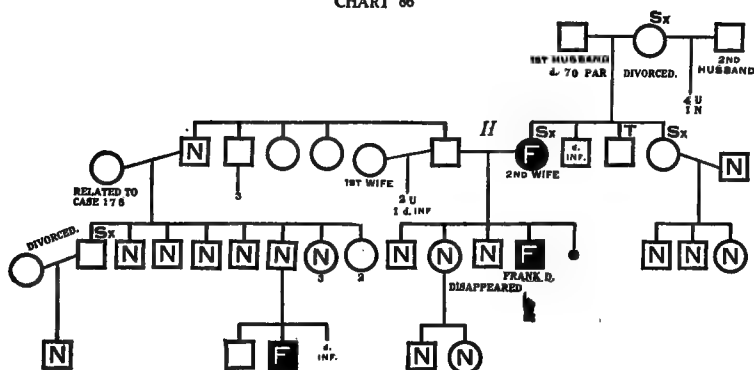 CHART 66
Sx
1ST HUSBAND
d. 70 PAR
DIVORCED.
2ND
HUSBAND
4 U
1 N
II
Sx
T
Sx
N
F
d.
INF.
N
RELATED TO
CASE 176
3
1ST WIFE
2ND WIFE
2 U
1 d. INF
DIVORCED.
Sx
N
N
N
N
N
N
3
2
N
N
N
F
N
N
N
DISAPPEARED
FRANK D.
N
F
d.
INF.
N
N